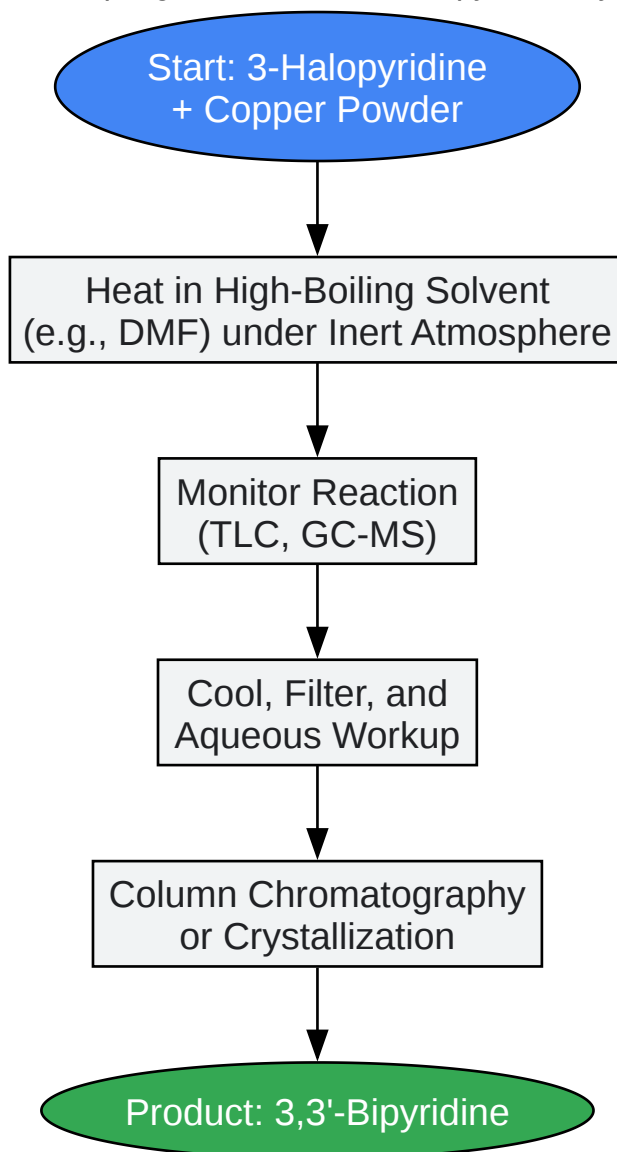 Start: 3-Halopyridine
+ Copper Powder
Heat in High-Boiling Solvent
(e.g., DMF) under Inert Atmosphere
Monitor Reaction
(TLC, GC-MS)
Cool, Filter, and
Aqueous Workup
Column Chromatography
or Crystallization
Product: 3,3'-Bipyridine